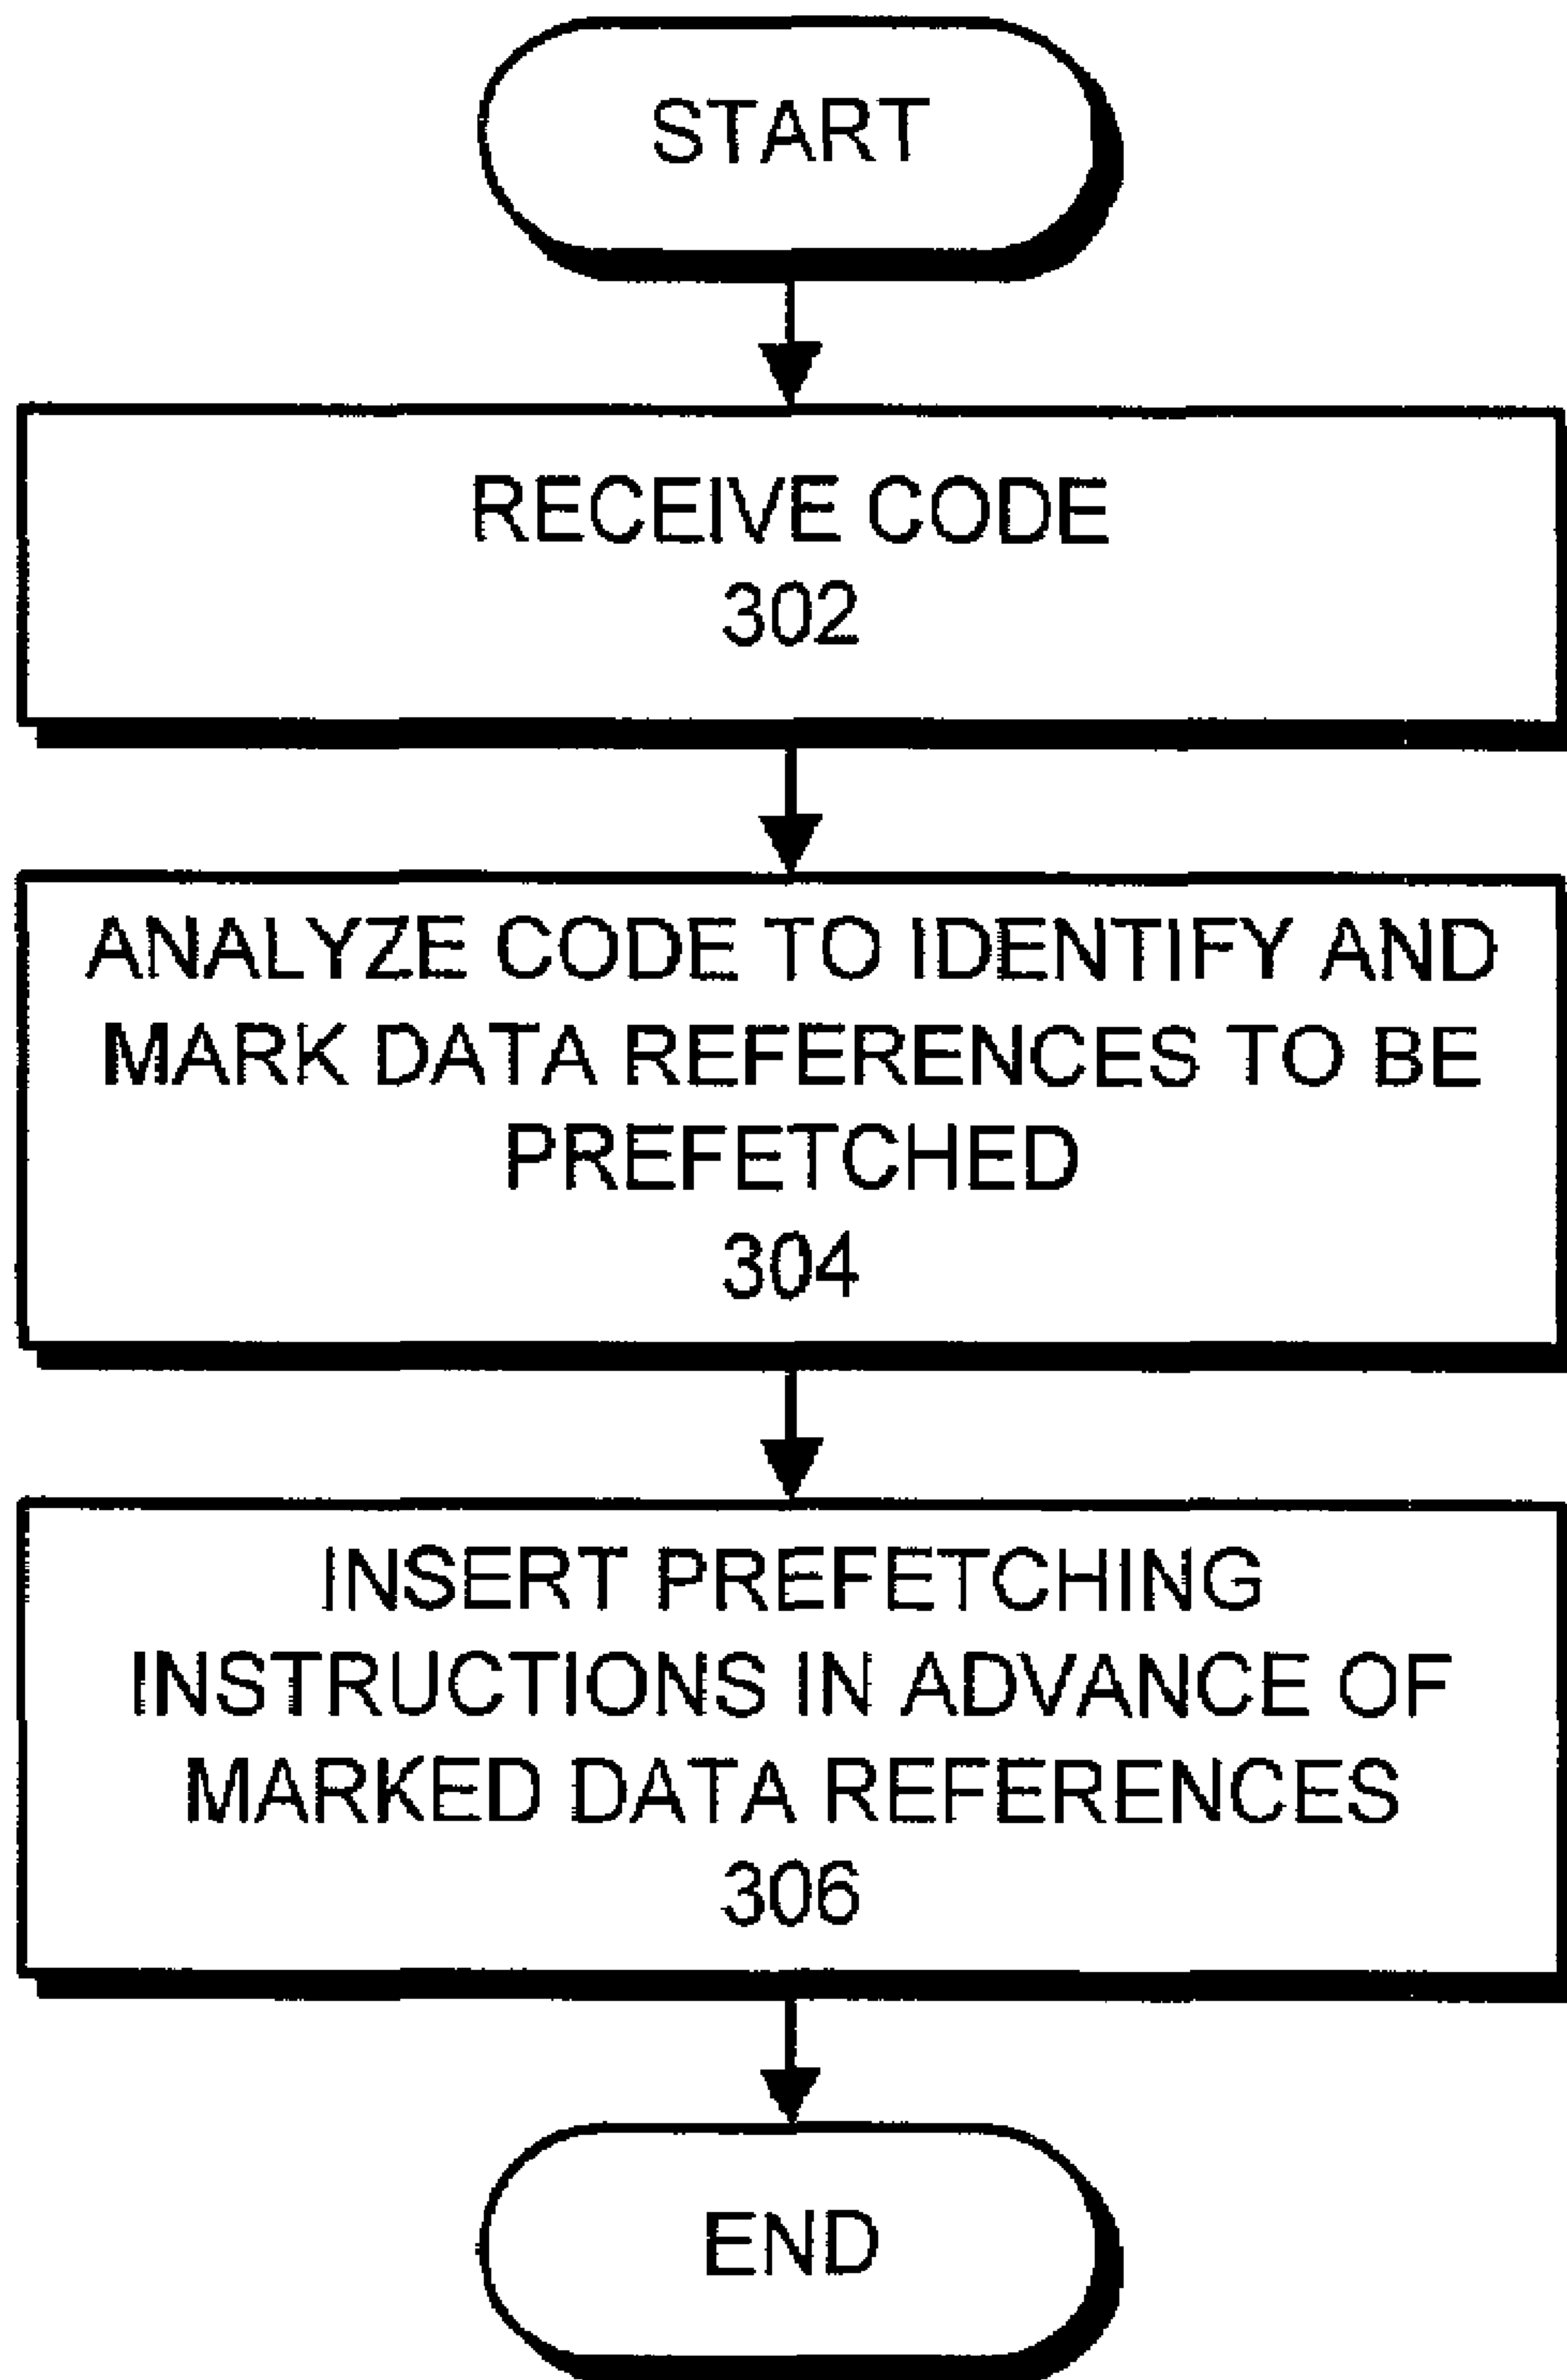 START
RECEIVE CODE
302
ANALYZE CODE TO IDENTIFY AND
MARK DATA REFERENCES TO BE
PREFETCHED
304
INSERT PREFETCHING
INSTRUCTIONS IN ADVANCE OF
MARKED DATA REFERENCES
306
END